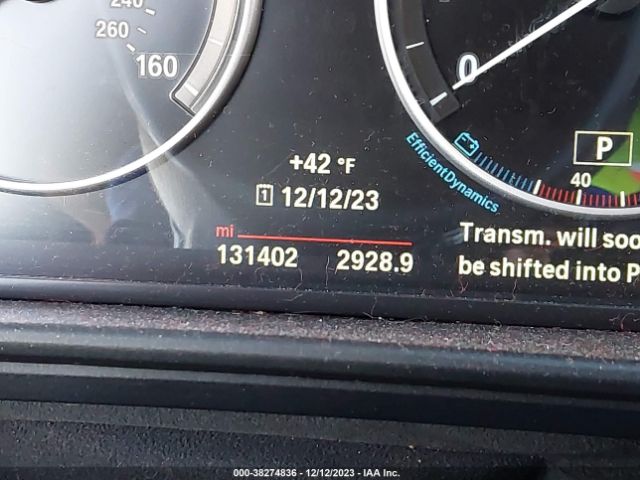 240
260
160
0
P
40
EfficientDynamics
+42 °F
1 12/12/23
mi
131402 2928.9
Transm. will soo
be shifted into P
000-38274836 - 12/12/2023 - IAA Inc.